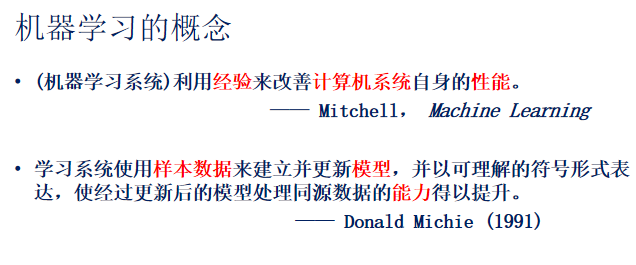 机器学习的概念
• (机器学习系统)利用经验来改善计算机系统自身的性能。
—— Mitchell, Machine Learning
• 学习系统使用样本数据来建立并更新模型，并以可理解的符号形式表
达，使经过更新后的模型处理同源数据的能力得以提升。
—— Donald Michie (1991)